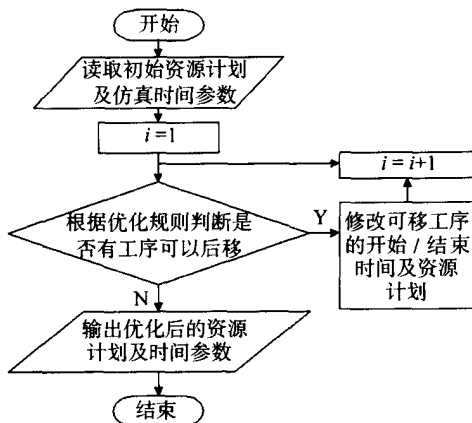 开始
读取初始资源计划
及仿真时间参数
i=1
i = i+1
根据优化规则判断是
否有工序可以后移
Y
修改可移工序
的开始 / 结束
时间及资源
计划
N
输出优化后的资源
计划及时间参数
结束